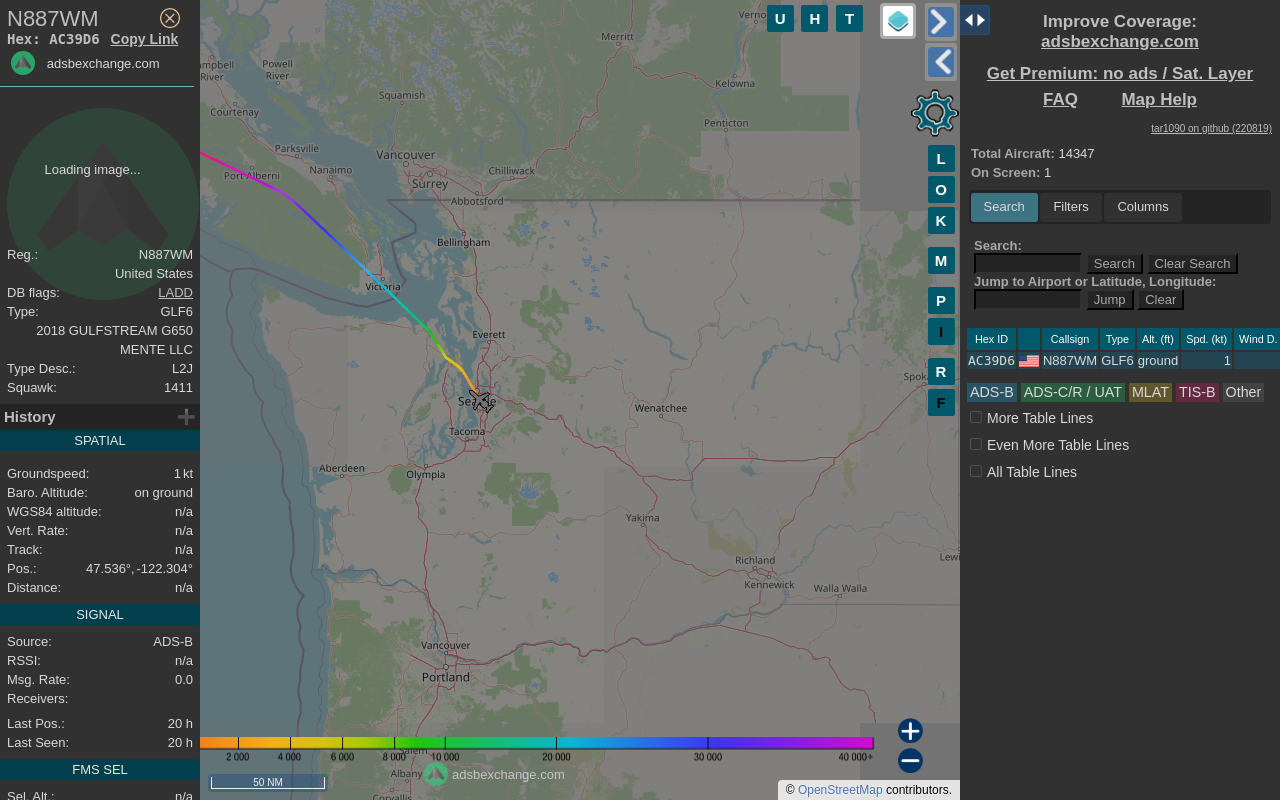 N887WM
Hex: AC39D6 Copy Link
adsbexchange.com
Loading image...
Reg.: N887WM
United States
DB flags: LADD
Type: GLF6
2018 GULFSTREAM G650
MENTE LLC
Type Desc.: L2J
Squawk: 1411
History
SPATIAL
Groundspeed: 1 kt
Baro. Altitude: on ground
WGS84 altitude: n/a
Vert. Rate: n/a
Track: n/a
Pos.: 47.536°, -122.304°
Distance: n/a
SIGNAL
Source: ADS-B
RSSI: n/a
Msg. Rate: 0.0
Receivers:
Last Pos.: 20 h
Last Seen: 20 h
FMS SEL
Sel. Alt.: n/a
Merritt
Powell
River
River
Squamish
Kelowna
Courtenay
Penticton
Parksville
Vancouver
Port Alberni
Nanaimo
Chilliwack
Surrey
Abbotsford
Bellingham
Victoria
Everett
Wenatchee
Tacoma
Aberdeen
Olympia
Yakima
Richland
Kennewick
Walla Walla
Vancouver
Portland
Salem
Albany
Corvallis
2 000 4 000 6 000 8 000 10 000 20 000 30 000 40 000+
50 NM
adsbexchange.com
© OpenStreetMap contributors.
U H T
L
O
K
M
P
I
R
F
Improve Coverage:
adsbexchange.com
Get Premium: no ads / Sat. Layer
FAQ Map Help
tar1090 on github (220819)
Total Aircraft: 14347
On Screen: 1
Search Filters Columns
Search:
Search Clear Search
Jump to Airport or Latitude, Longitude:
Jump Clear
Hex ID Callsign Type Alt. (ft) Spd. (kt) Wind D.
AC39D6 N887WM GLF6 ground 1
ADS-B ADS-C/R / UAT MLAT TIS-B Other
More Table Lines
Even More Table Lines
All Table Lines